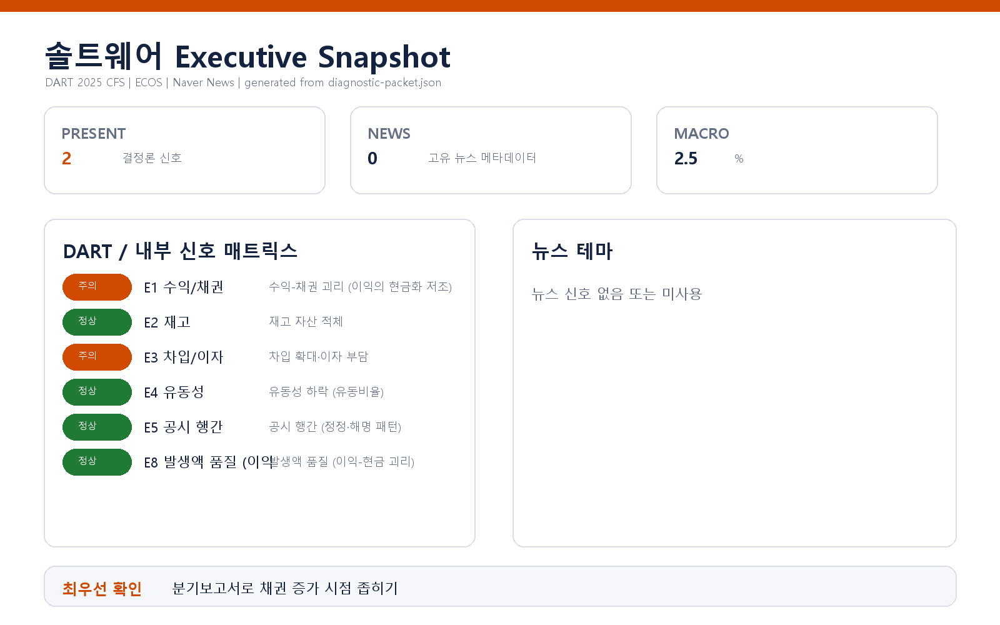 솔트웨어 Executive Snapshot
DART 2025 CFS | ECOS | Naver News | generated from diagnostic-packet.json
PRESENT
2 결정론 신호
NEWS
0 고유 뉴스 메타데이터
MACRO
2.5 %
DART / 내부 신호 매트릭스
주의 E1 수익/채권 수익-채권 괴리 (이익의 현금화 저조)
정상 E2 재고 재고 자산 적체
주의 E3 차입/이자 차입 확대·이자 부담
정상 E4 유동성 유동성 하락 (유동비율)
정상 E5 공시 행간 공시 행간 (정정·해명 패턴)
정상 E8 발생액 품질 (이익 발생액 품질 (이익-현금 괴리)
뉴스 테마
뉴스 신호 없음 또는 미사용
최우선 확인 분기보고서로 채권 증가 시점 좁히기